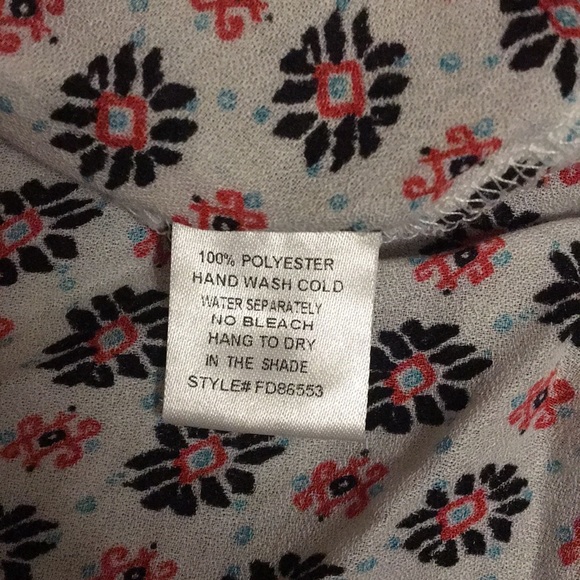 100% POLYESTER
HAND WASH COLD
WATER SEPARATELY
NO BLEACH
HANG TO DRY
IN THE SHADE
STYLE# FD86553